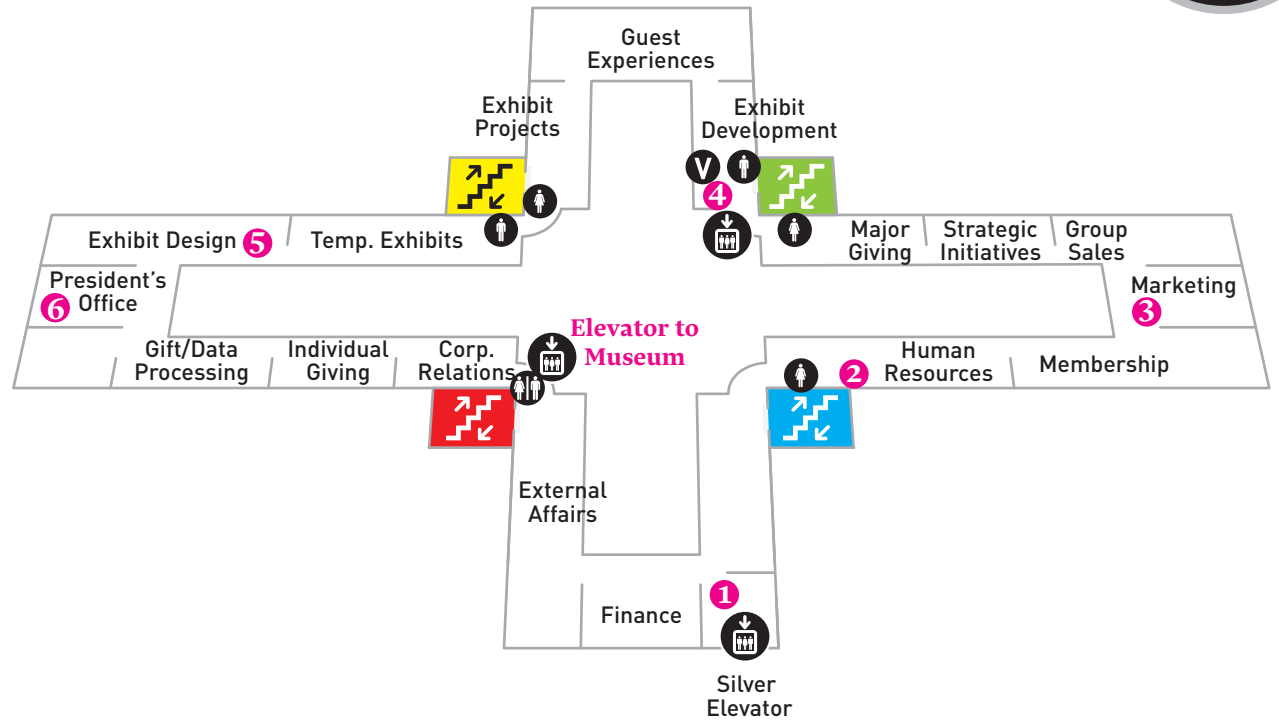 Guest
Experiences
Exhibit
Projects
Exhibit
Development
V
4
Exhibit Design 5
Temp. Exhibits
Major
Giving
Strategic
Initiatives
Group
Sales
President's
Office
6
Marketing
3
Elevator to
Museum
Gift/Data
Processing
Individual
Giving
Corp.
Relations
2
Human
Resources
Membership
External
Affairs
1
Finance
Silver
Elevator